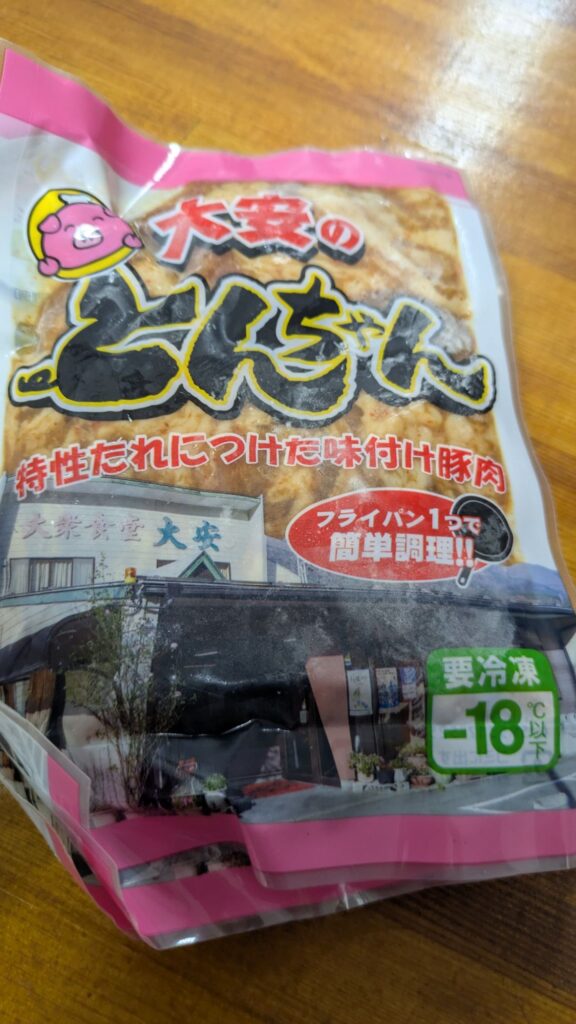 大安の
とんちゃん
特性だれにつけた味付け豚肉
大衆食堂 大安
フライパン1つで
簡単調理!!
要冷凍
-18℃以下